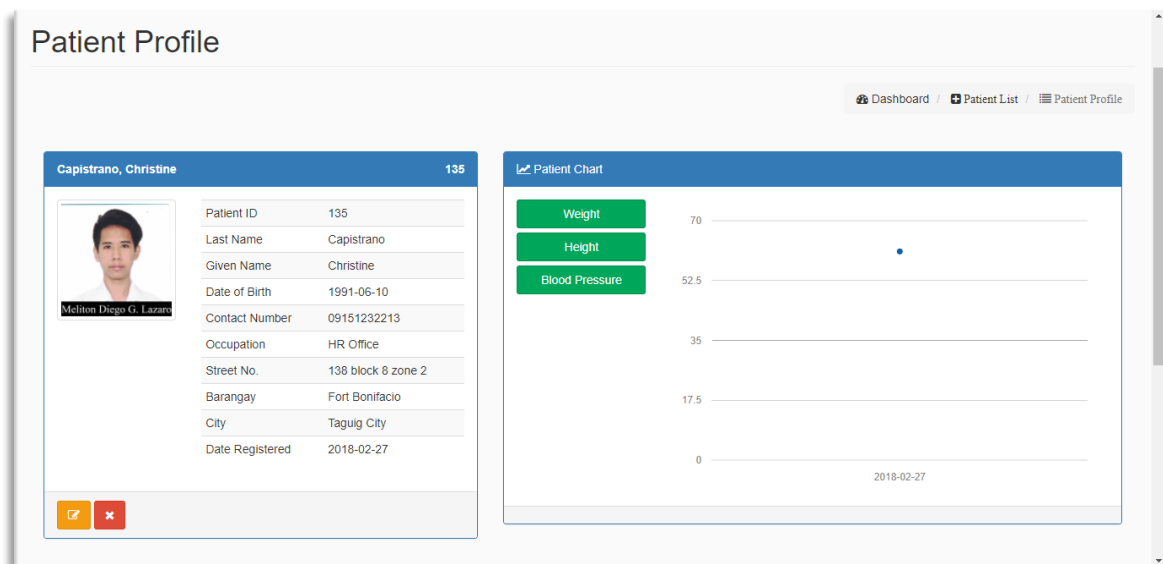 Patient Profile
Dashboard / Patient List / Patient Profile
Capistrano, Christine 135
Meliton Diego G. Lazaro
Patient ID 135
Last Name Capistrano
Given Name Christine
Date of Birth 1991-06-10
Contact Number 09151232213
Occupation HR Office
Street No. 138 block 8 zone 2
Barangay Fort Bonifacio
City Taguig City
Date Registered 2018-02-27
Patient Chart
Weight
Height
Blood Pressure
70
52.5
35
17.5
0
2018-02-27